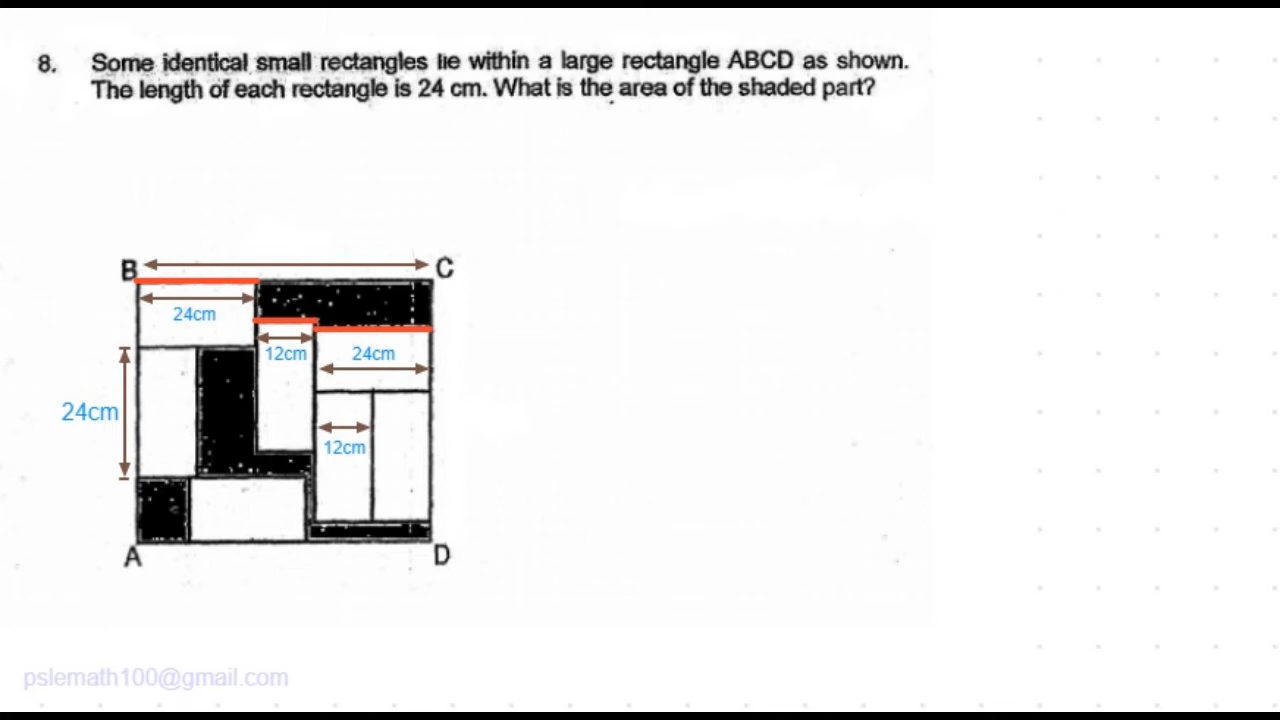 8. Some identical small rectangles lie within a large rectangle ABCD as shown.
The length of each rectangle is 24 cm. What is the area of the shaded part?
B C
24cm
12cm 24cm
24cm
12cm
A D
pslemath100@gmail.com